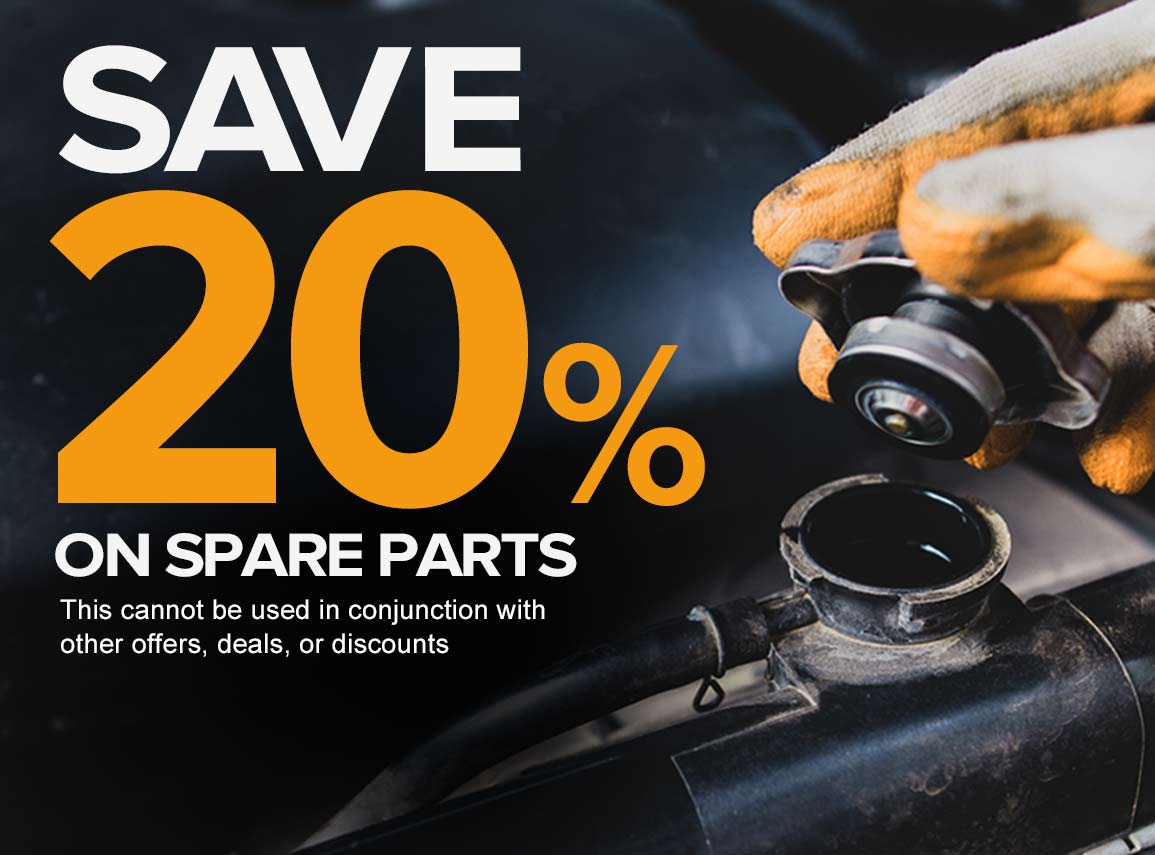 SAVE
20%
ON SPARE PARTS
This cannot be used in conjunction with
other offers, deals, or discounts